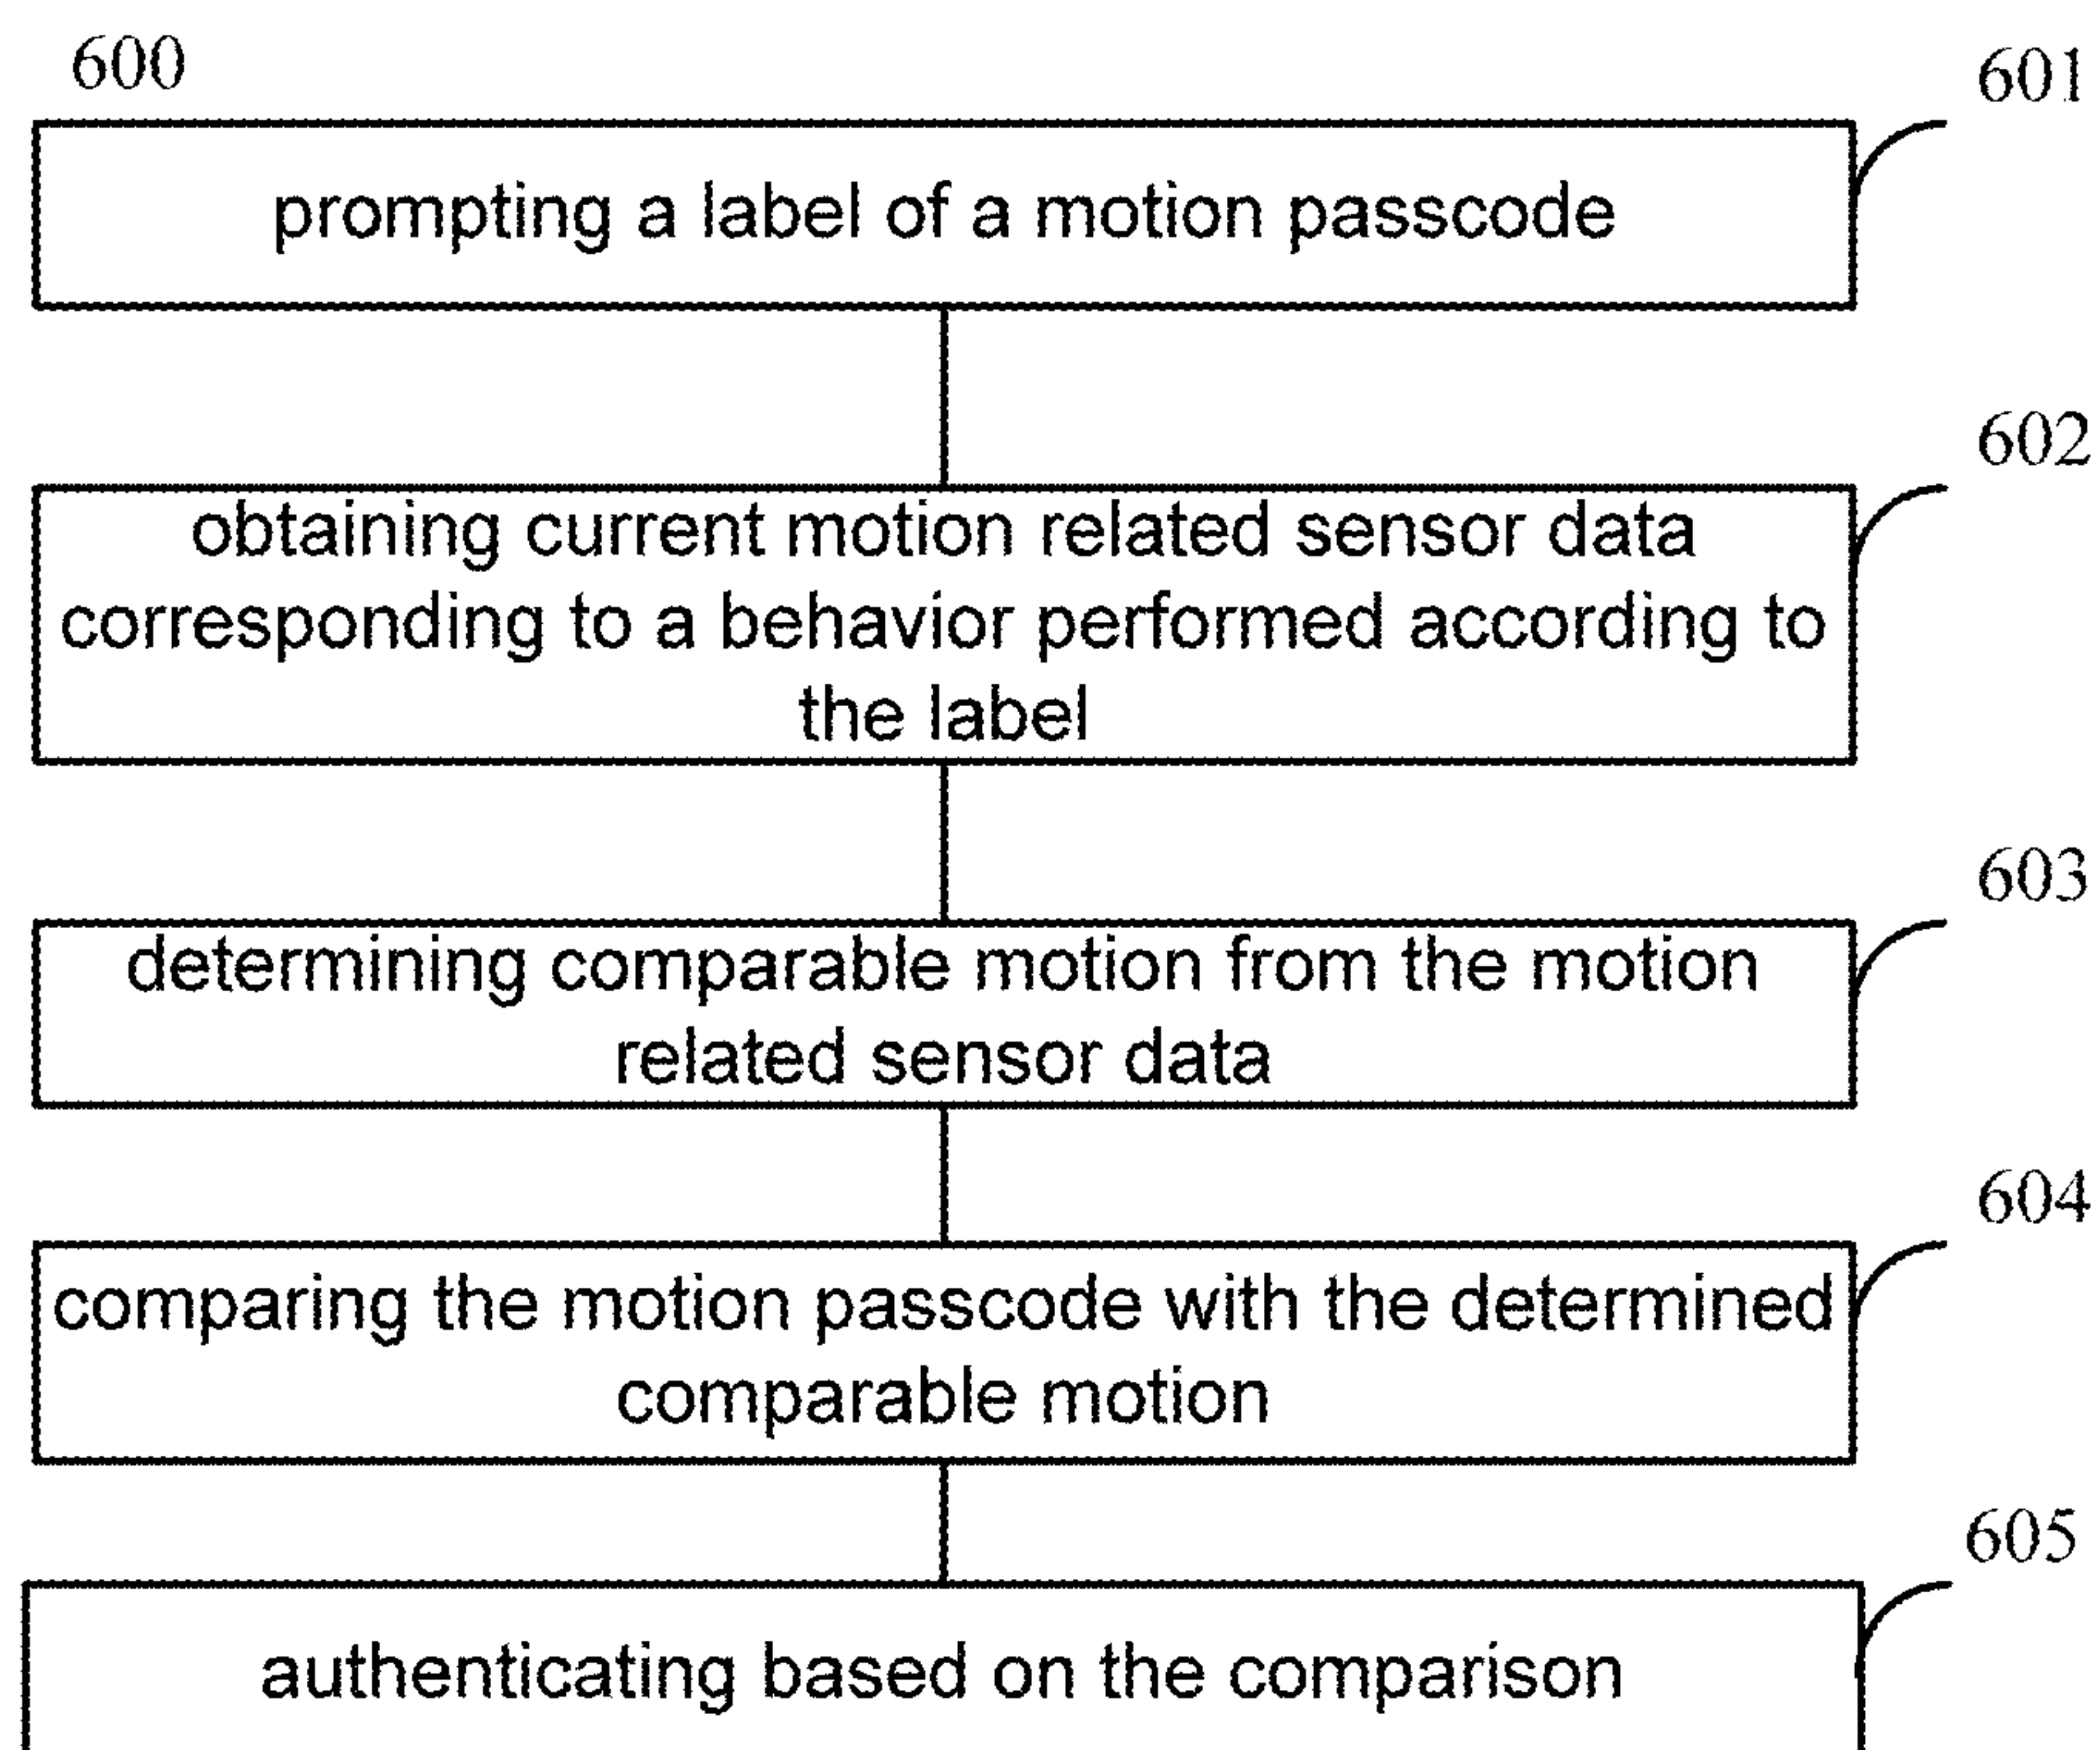 600
601
prompting a label of a motion passcode
602
obtaining current motion related sensor data
corresponding to a behavior performed according to
the label
603
determining comparable motion from the motion
related sensor data
604
comparing the motion passcode with the determined
comparable motion
605
authenticating based on the comparison